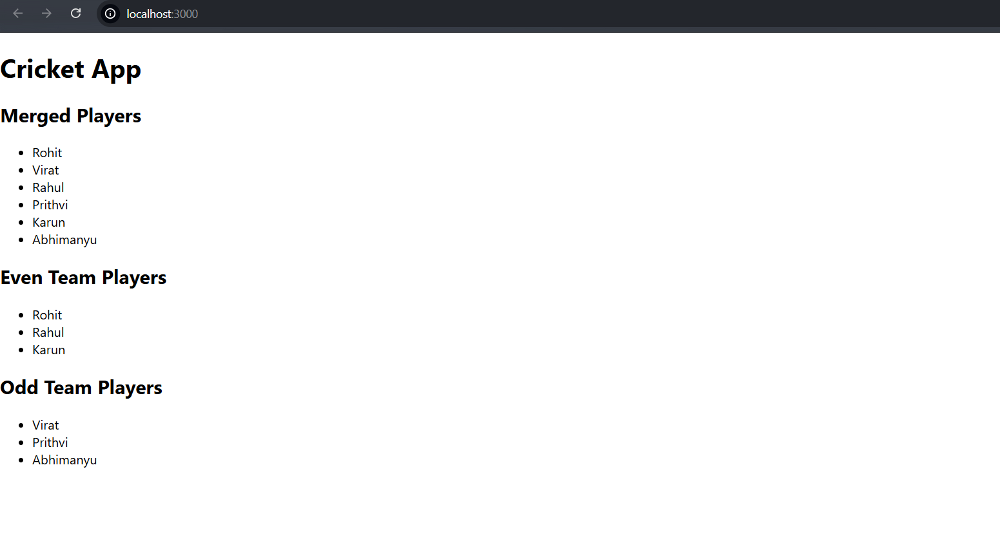 localhost:3000
Cricket App
Merged Players
Rohit
Virat
Rahul
Prithvi
Karun
Abhimanyu
Even Team Players
Rohit
Rahul
Karun
Odd Team Players
Virat
Prithvi
Abhimanyu